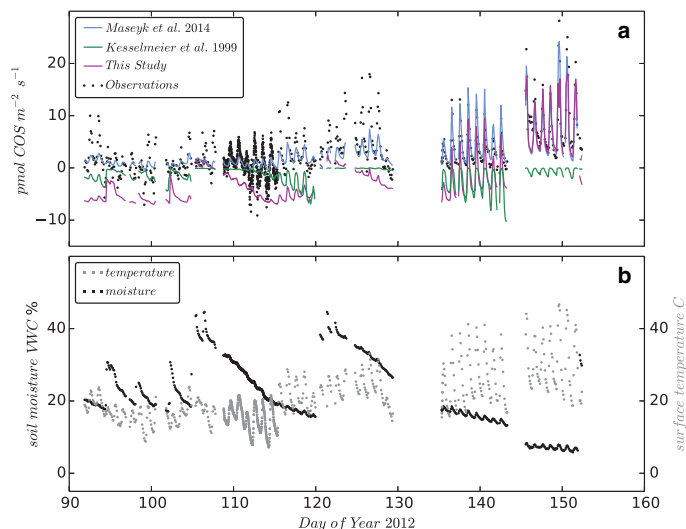 a
Maseyk et al. 2014
Kesselmeier et al. 1999
This Study
Observations
pmol COS m⁻² s⁻¹
20
10
0
−10
b
temperature
moisture
soil moisture VWC %
40
20
0
40
20
0
surface temperature C
90 100 110 120 130 140 150 160
Day of Year 2012